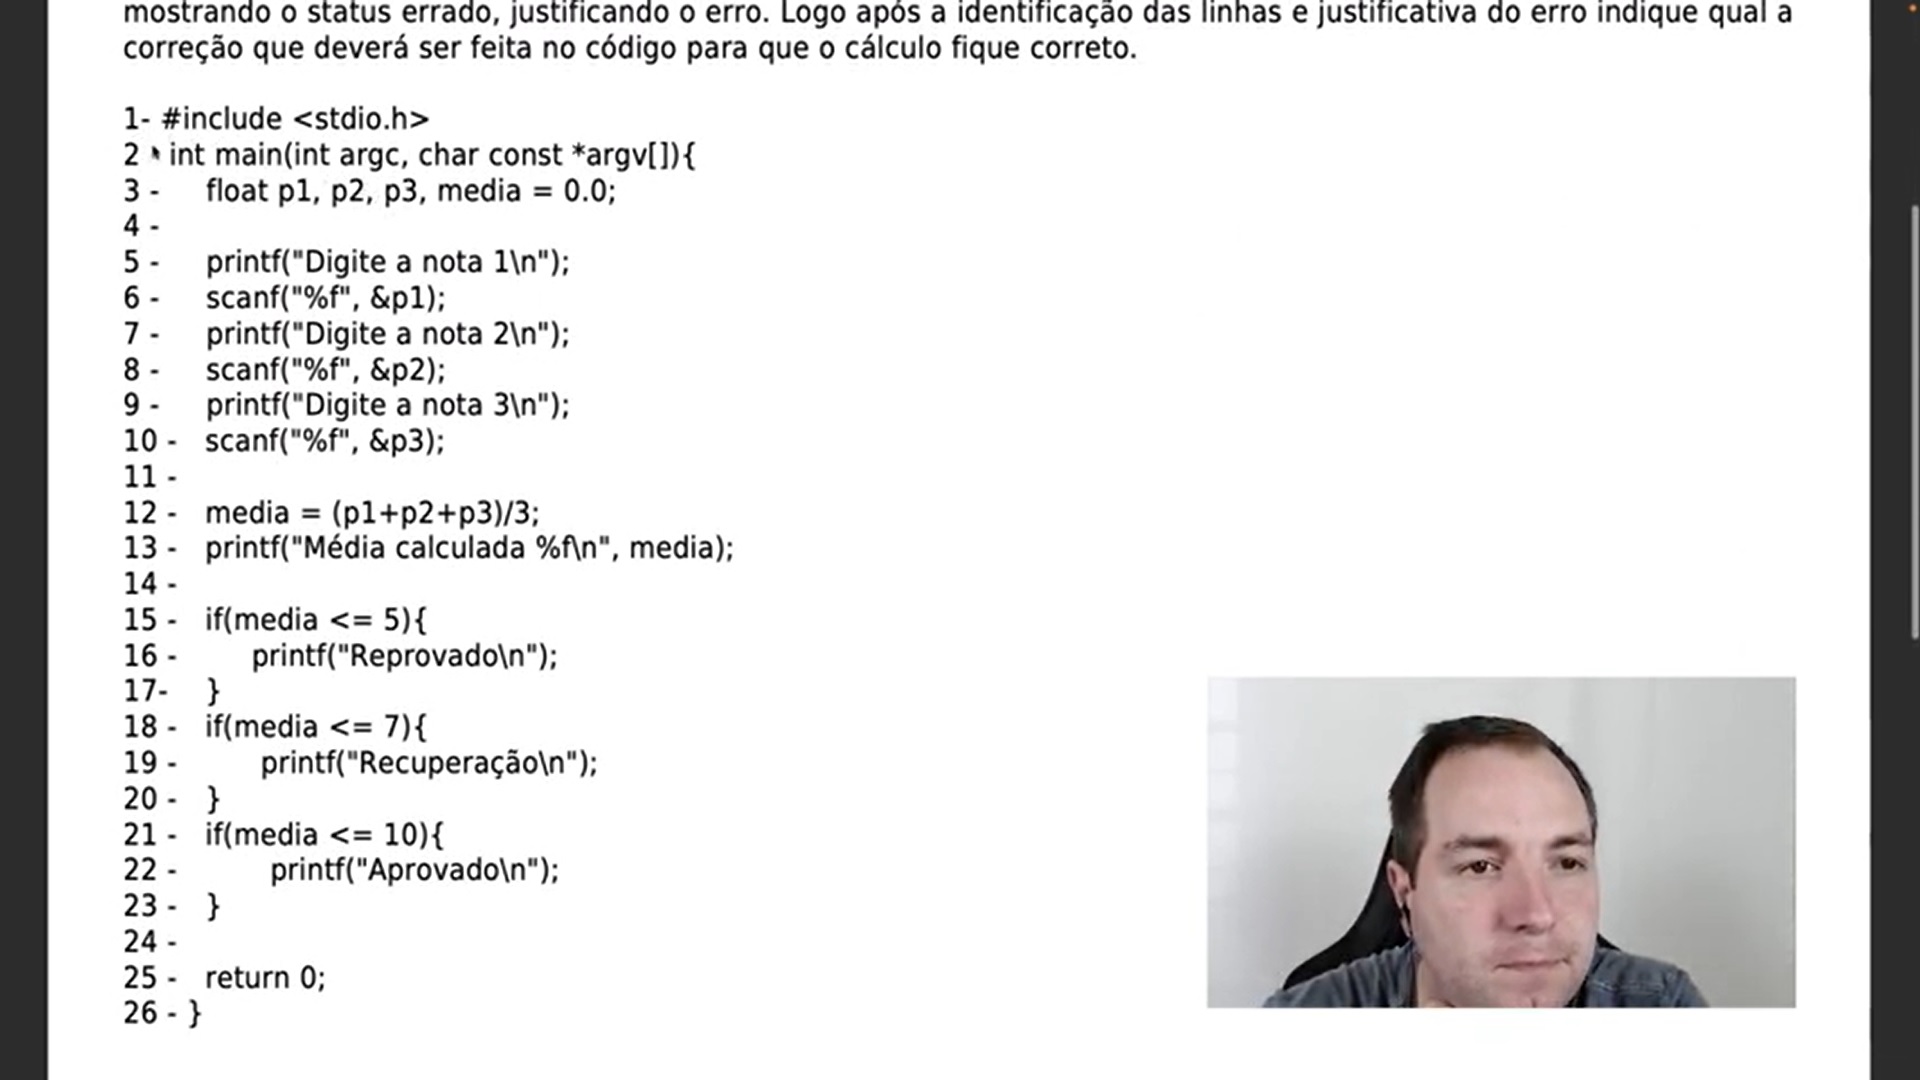 mostrando o status errado, justificando o erro. Logo após a identificação das linhas e justificativa do erro indique qual a
correção que deverá ser feita no código para que o cálculo fique correto.
1- #include <stdio.h>
2 int main(int argc, char const *argv[]){
3 - float p1, p2, p3, media = 0.0;
4 -
5 - printf("Digite a nota 1\n");
6 - scanf("%f", &p1);
7 - printf("Digite a nota 2\n");
8 - scanf("%f", &p2);
9 - printf("Digite a nota 3\n");
10 - scanf("%f", &p3);
11 -
12 - media = (p1+p2+p3)/3;
13 - printf("Média calculada %f\n", media);
14 -
15 - if(media <= 5){
16 - printf("Reprovado\n");
17- }
18 - if(media <= 7){
19 - printf("Recuperação\n");
20 - }
21 - if(media <= 10){
22 - printf("Aprovado\n");
23 - }
24 -
25 - return 0;
26 - }